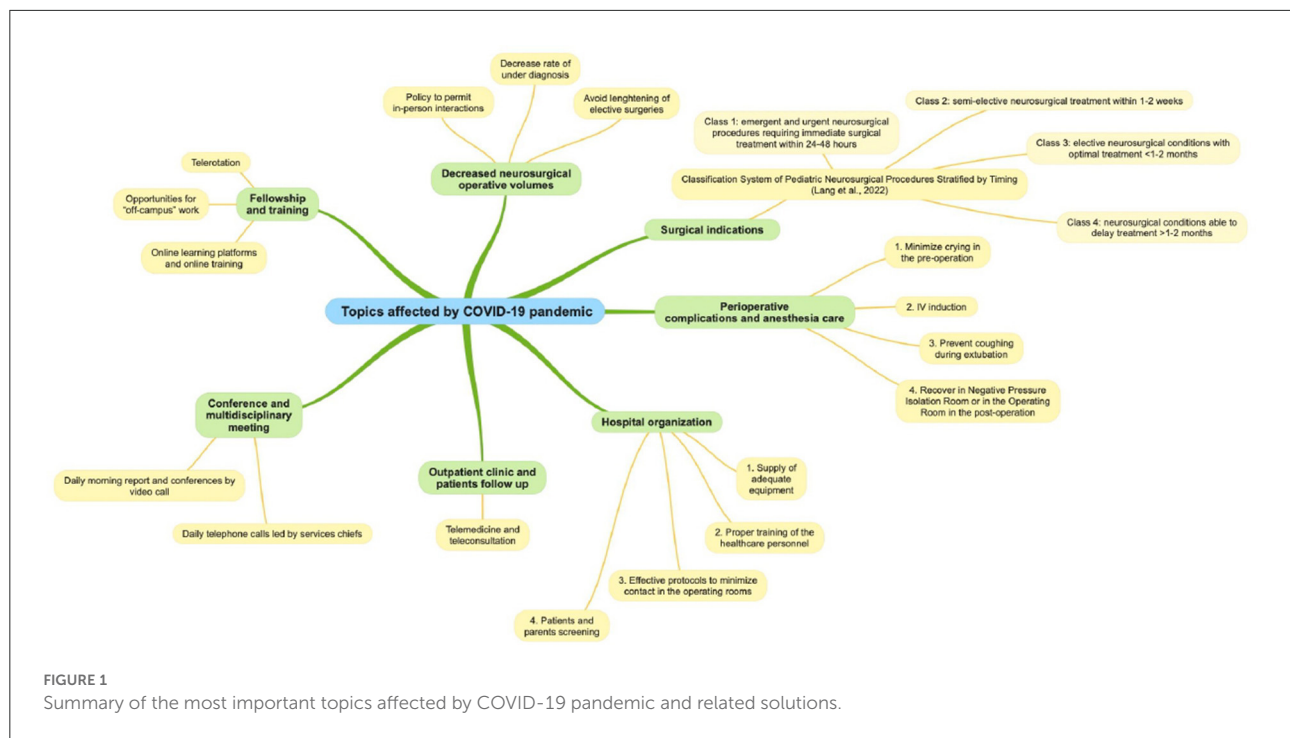 Decrease rate of
under diagnosis
Policy to permit
in-person interactions
Avoid lenghtening of
elective surgeries
Decreased neurosurgical
operative volumes
Class 2: semi-elective neurosurgical treatment within 1-2 weeks
Class 1: emergent and urgent neurosurgical
procedures requiring immediate surgical
treatment within 24-48 hours
Class 3: elective neurosurgical conditions with
optimal treatment <1-2 months
Classification System of Pediatric Neurosurgical Procedures Stratified by Timing
(Lang et al., 2022)
Class 4: neurosurgical conditions able to
delay treatment >1-2 months
Surgical indications
Telerotation
Opportunities for
"off-campus" work
Online learning platforms
and online training
Fellowship
and training
Topics affected by COVID-19 pandemic
Perioperative
complications and anesthesia care
1. Minimize crying in
the pre-operation
2. IV induction
3. Prevent coughing
during extubation
4. Recover in Negative Pressure
Isolation Room or in the Operating
Room in the post-operation
Conference and
multidisciplinary
meeting
Daily morning report and conferences by
video call
Daily telephone calls led by services chiefs
Outpatient clinic and
patients follow up
Telemedicine and
teleconsultation
Hospital organization
1. Supply of
adequate
equipment
2. Proper training of the
healthcare personnel
3. Effective protocols to minimize
contact in the operating rooms
4. Patients and
parents screening
FIGURE 1
Summary of the most important topics affected by COVID-19 pandemic and related solutions.